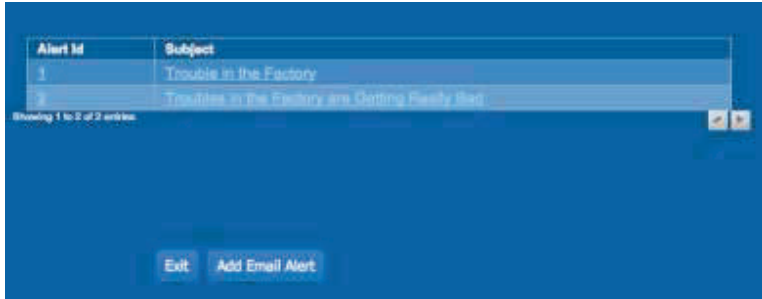 Alert Id Subject
1 Trouble in the Factory
2 Troubles in the Factory are Getting Really Bad
Showing 1 to 2 of 2 entries
Exit Add Email Alert